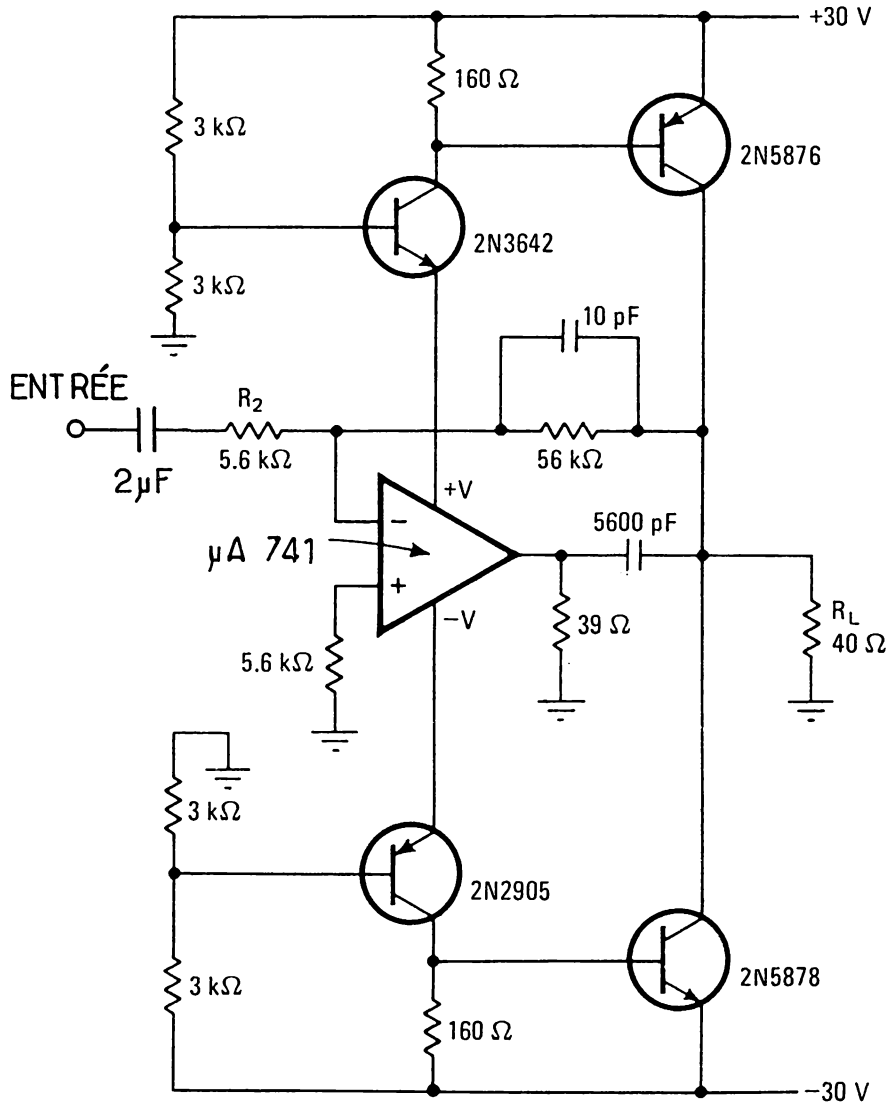 +30 V
160 Ω
3 kΩ
2N5876
2N3642
3 kΩ
10 pF
ENTRÉE
R2
2µF
5.6 kΩ
56 kΩ
+V
5600 pF
−
µA 741
+
−V
39 Ω
RL
40 Ω
5.6 kΩ
3 kΩ
2N2905
3 kΩ
2N5878
160 Ω
−30 V